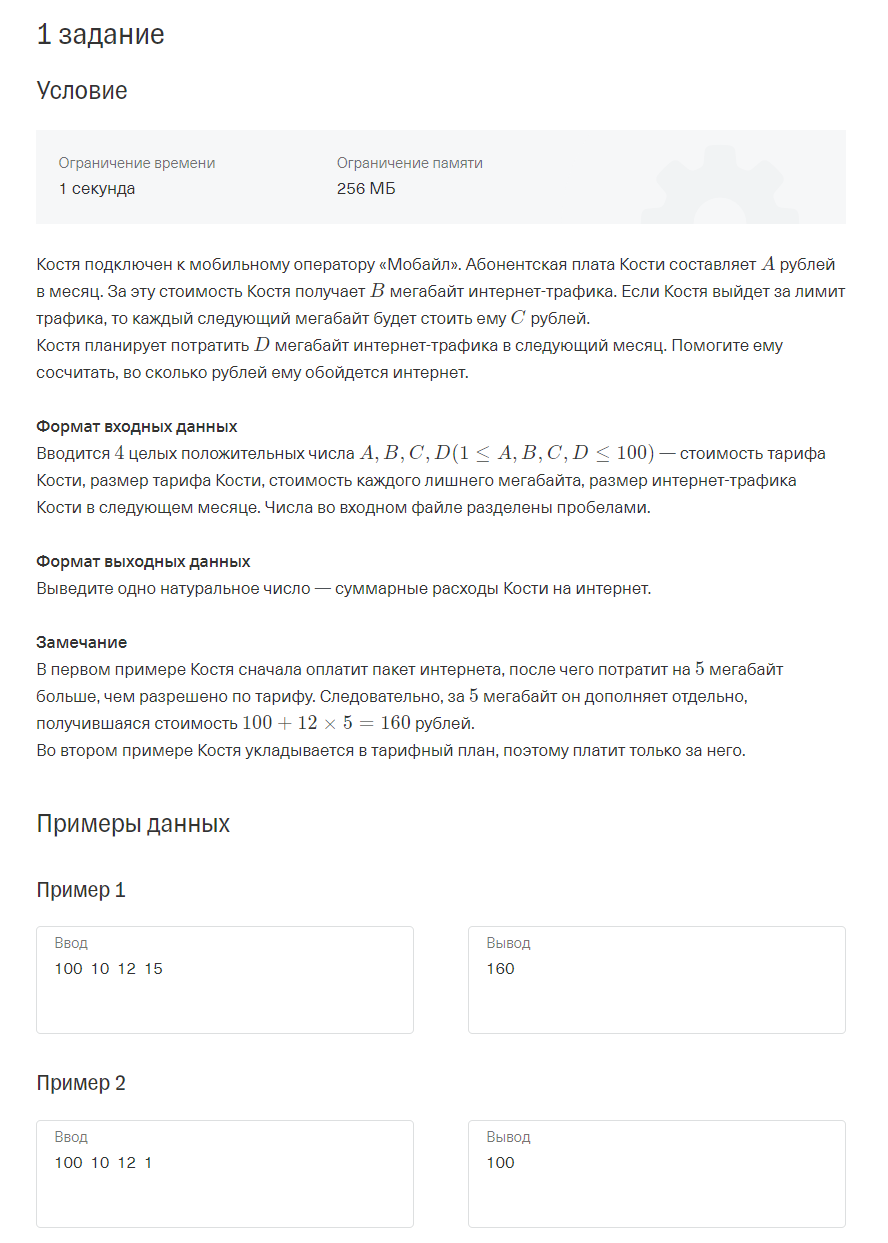 1 задание
Условие
Ограничение времени
1 секунда
Ограничение памяти
256 МБ
Костя подключен к мобильному оператору «Мобайл». Абонентская плата Кости составляет A рублей
в месяц. За эту стоимость Костя получает B мегабайт интернет-трафика. Если Костя выйдет за лимит
трафика, то каждый следующий мегабайт будет стоить ему C рублей.
Костя планирует потратить D мегабайт интернет-трафика в следующий месяц. Помогите ему
сосчитать, во сколько рублей ему обойдется интернет.
Формат входных данных
Вводится 4 целых положительных числа A, B, C, D(1 ≤ A, B, C, D ≤ 100) — стоимость тарифа
Кости, размер тарифа Кости, стоимость каждого лишнего мегабайта, размер интернет-трафика
Кости в следующем месяце. Числа во входном файле разделены пробелами.
Формат выходных данных
Выведите одно натуральное число — суммарные расходы Кости на интернет.
Замечание
В первом примере Костя сначала оплатит пакет интернета, после чего потратит на 5 мегабайт
больше, чем разрешено по тарифу. Следовательно, за 5 мегабайт он дополняет отдельно,
получившаяся стоимость 100 + 12 × 5 = 160 рублей.
Во втором примере Костя укладывается в тарифный план, поэтому платит только за него.
Примеры данных
Пример 1
Ввод
100 10 12 15
Вывод
160
Пример 2
Ввод
100 10 12 1
Вывод
100